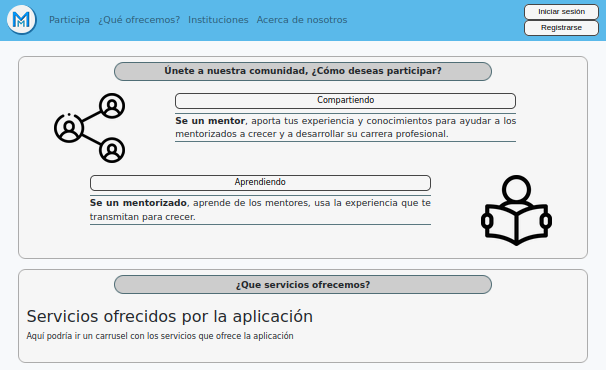 Participa ¿Qué ofrecemos? Instituciones Acerca de nosotros
Iniciar sesión
Registrarse
Únete a nuestra comunidad, ¿Cómo deseas participar?
Compartiendo
Se un mentor, aporta tus experiencia y conocimientos para ayudar a los
mentorizados a crecer y a desarrollar su carrera profesional.
Aprendiendo
Se un mentorizado, aprende de los mentores, usa la experiencia que te
transmitan para crecer.
¿Que servicios ofrecemos?
Servicios ofrecidos por la aplicación
Aquí podría ir un carrusel con los servicios que ofrece la aplicación